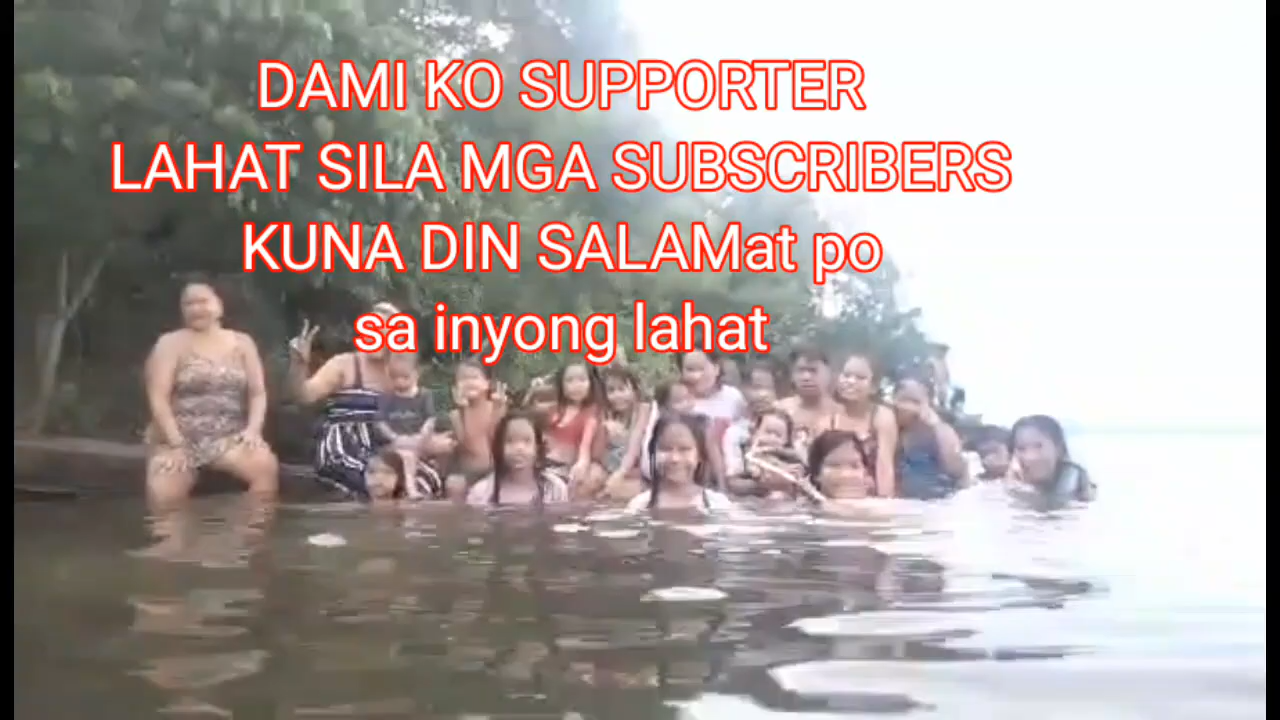 DAMI KO SUPPORTER
LAHAT SILA MGA SUBSCRIBERS
KUNA DIN SALAMat po
sa inyong lahat